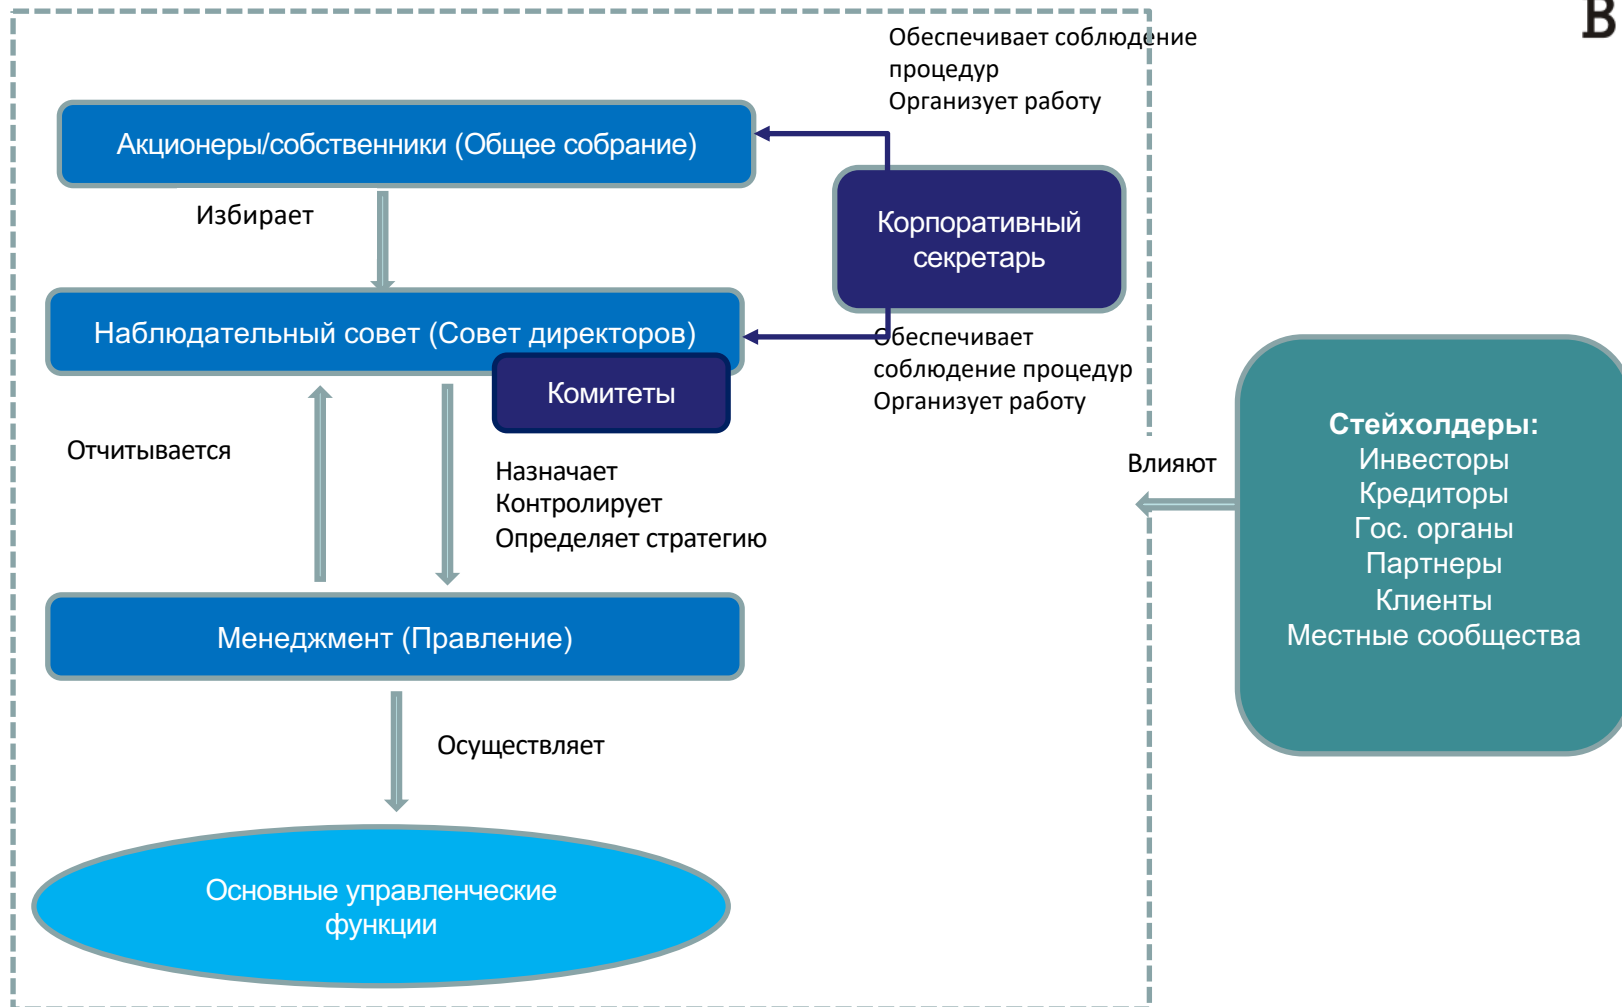 В
Обеспечивает соблюдение
процедур
Организует работу
Акционеры/собственники (Общее собрание)
Избирает
Корпоративный
секретарь
Наблюдательный совет (Совет директоров)
Комитеты
Обеспечивает
соблюдение процедур
Организует работу
Отчитывается
Назначает
Контролирует
Определяет стратегию
Влияют
Стейхолдеры:
Инвесторы
Кредиторы
Гос. органы
Партнеры
Клиенты
Местные сообщества
Менеджмент (Правление)
Осуществляет
Основные управленческие
функции